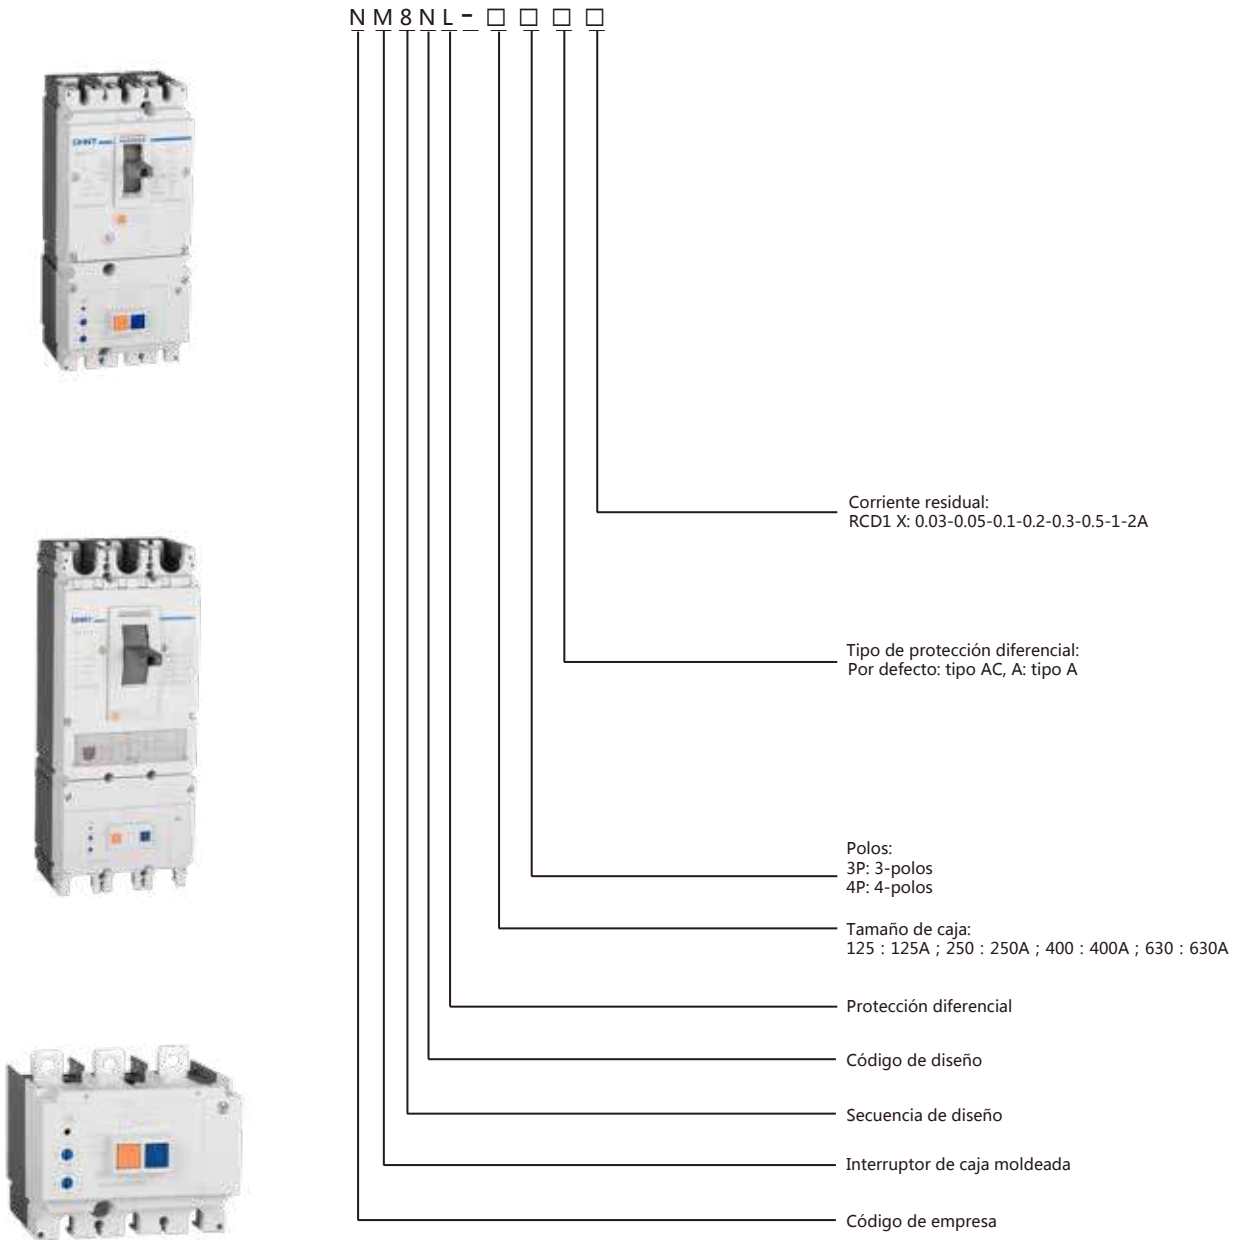 NM8NL-□□□□
CHNT
CHNT
Corriente residual:
RCD1 X: 0.03-0.05-0.1-0.2-0.3-0.5-1-2A
Tipo de protección diferencial:
Por defecto: tipo AC, A: tipo A
Polos:
3P: 3-polos
4P: 4-polos
Tamaño de caja:
125 : 125A ; 250 : 250A ; 400 : 400A ; 630 : 630A
Protección diferencial
Código de diseño
Secuencia de diseño
Interruptor de caja moldeada
Código de empresa